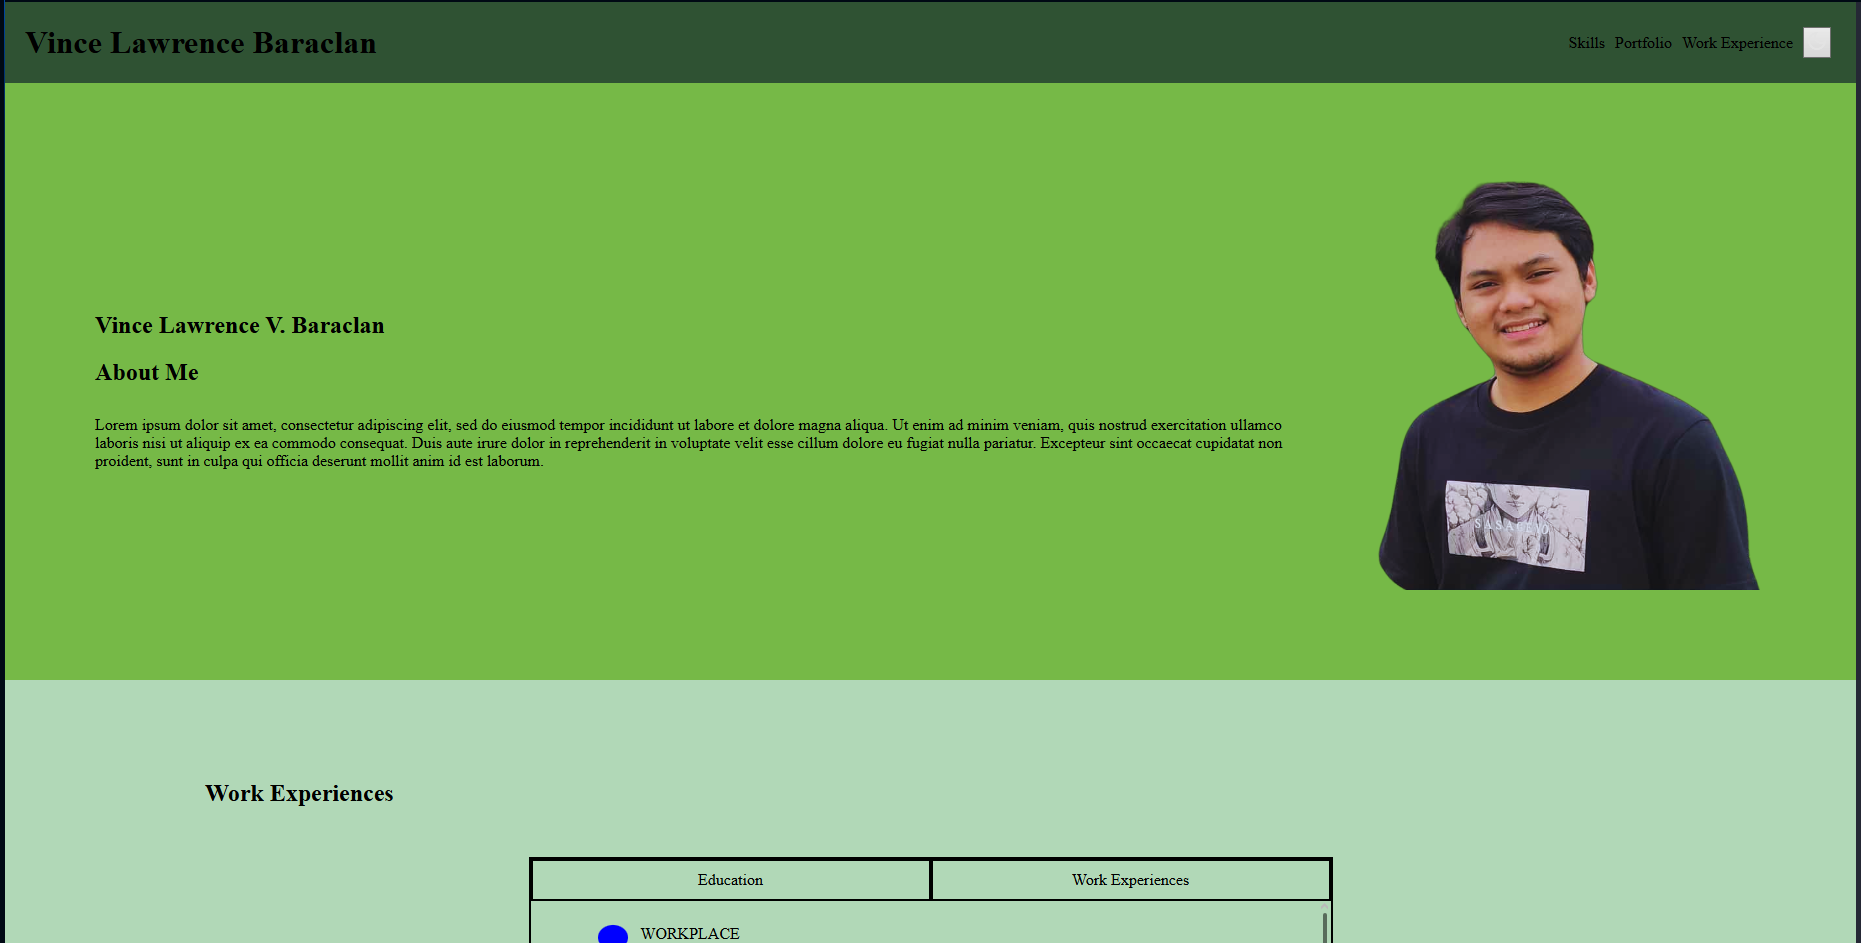 Vince Lawrence Baraclan
Skills Portfolio Work Experience
Vince Lawrence V. Baraclan
About Me
Lorem ipsum dolor sit amet, consectetur adipiscing elit, sed do eiusmod tempor incididunt ut labore et dolore magna aliqua. Ut enim ad minim veniam, quis nostrud exercitation ullamco
laboris nisi ut aliquip ex ea commodo consequat. Duis aute irure dolor in reprehenderit in voluptate velit esse cillum dolore eu fugiat nulla pariatur. Excepteur sint occaecat cupidatat non
proident, sunt in culpa qui officia deserunt mollit anim id est laborum.
SASAGEYO
Work Experiences
Education
Work Experiences
WORKPLACE